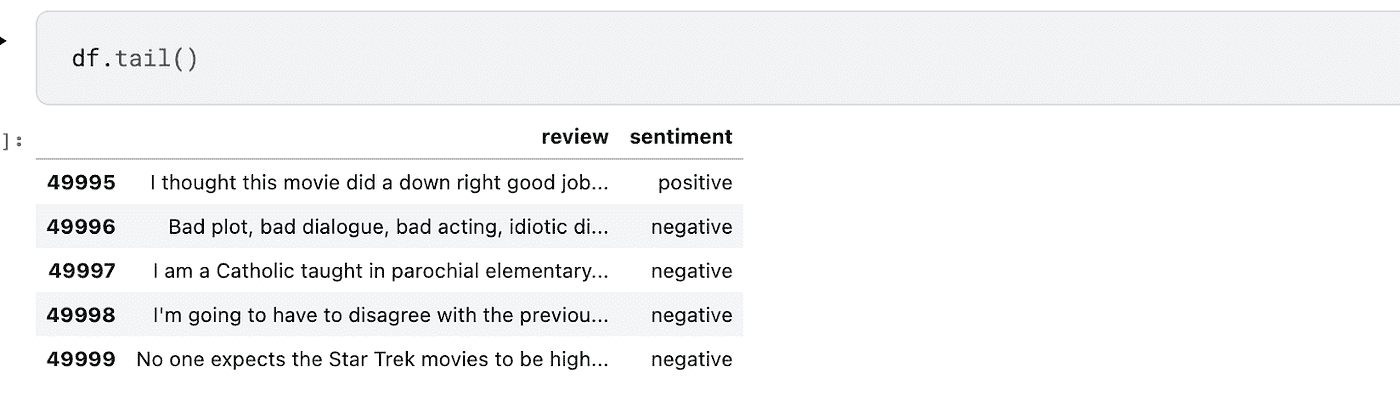 df.tail()
]:
review sentiment
49995 I thought this movie did a down right good job... positive
49996 Bad plot, bad dialogue, bad acting, idiotic di... negative
49997 I am a Catholic taught in parochial elementary... negative
49998 I'm going to have to disagree with the previou... negative
49999 No one expects the Star Trek movies to be high... negative